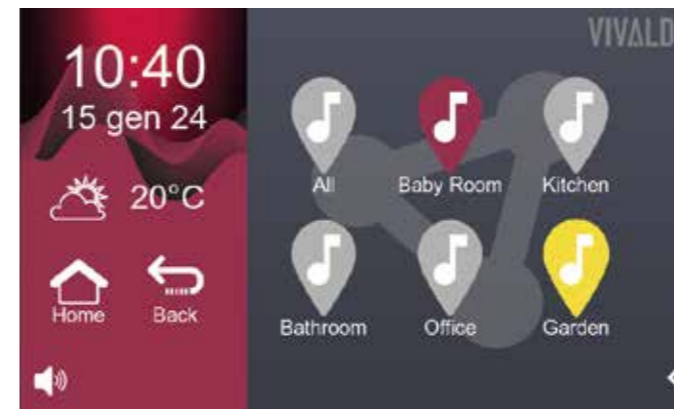 10:40
15 gen 24
20°C
Home
Back
VIVALD
All
Baby Room
Kitchen
Bathroom
Office
Garden